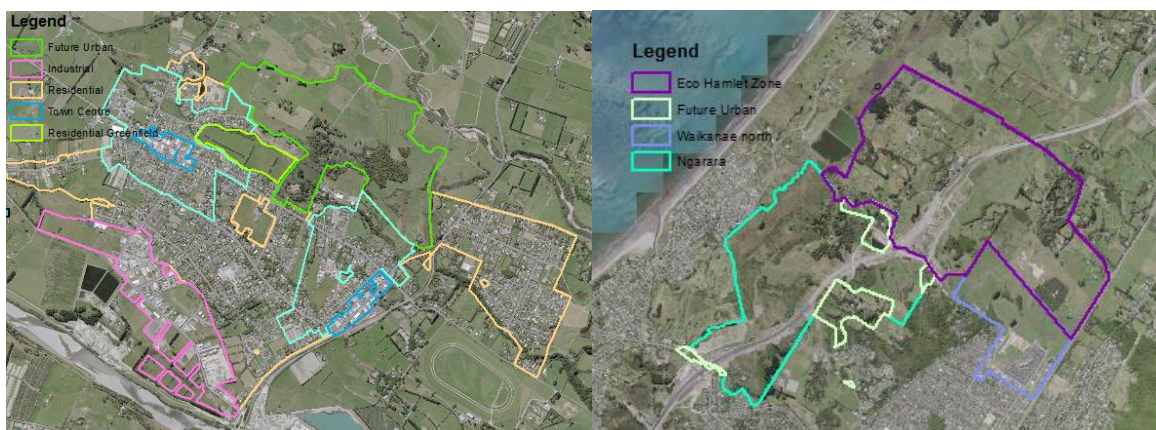 Legend
Future Urban
Industrial
Residential
Town Centre
Residential Greenfield
Legend
Eco Hamlet Zone
Future Urban
Waikanae north
Ngarara